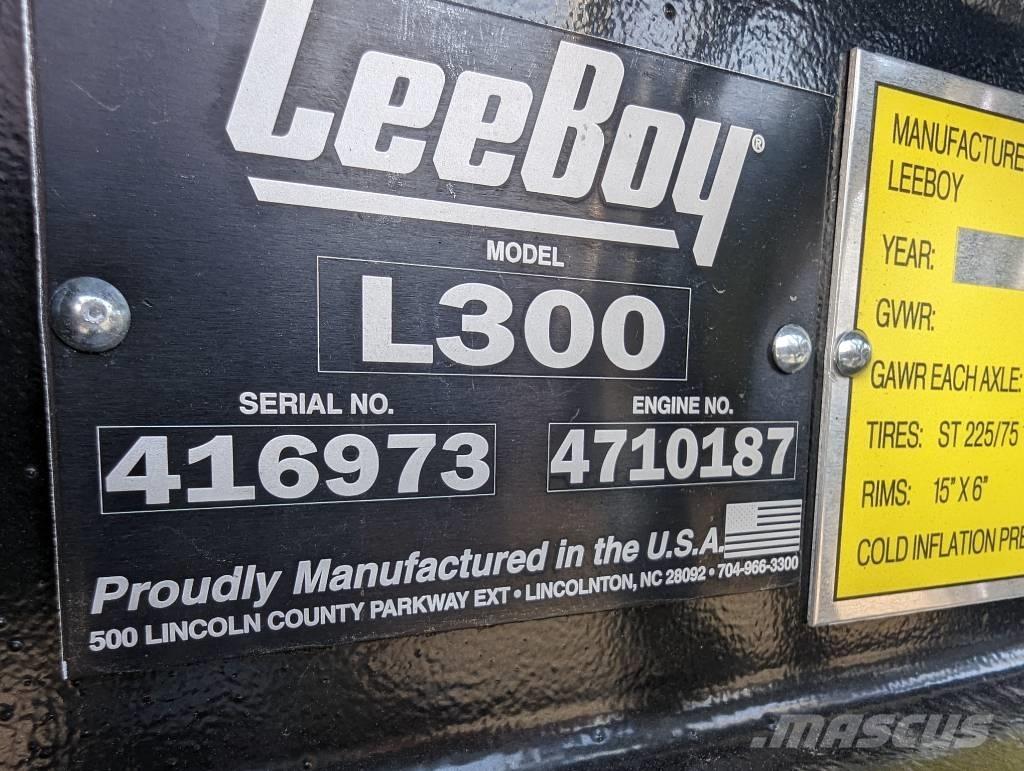 LeeBoy®
MODEL
L300
SERIAL NO.
416973
ENGINE NO.
4710187
Proudly Manufactured in the U.S.A.
500 LINCOLN COUNTY PARKWAY EXT • LINCOLNTON, NC 28092 • 704-966-3300
MANUFACTURE
LEEBOY
YEAR:
GVWR:
GAWR EACH AXLE:
TIRES: ST 225/75
RIMS: 15" X 6"
COLD INFLATION PRE
MASCUS